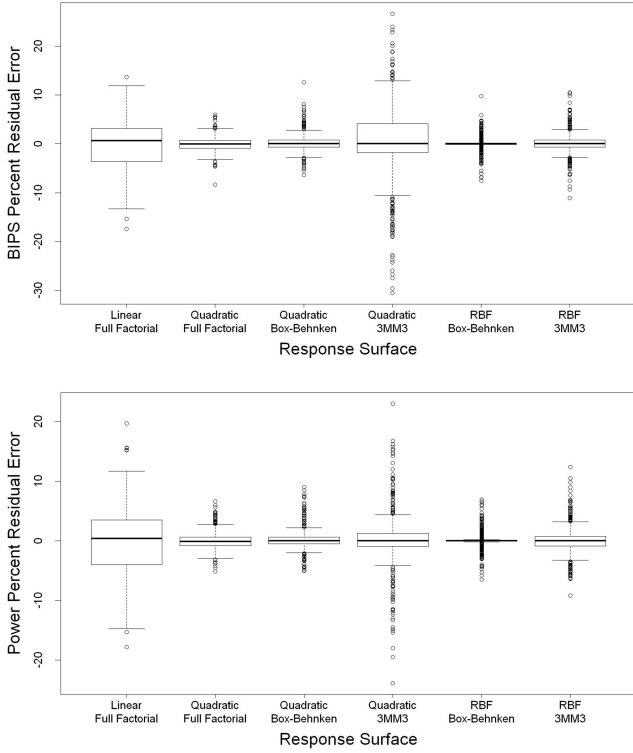 BIPS Percent Residual Error
20
10
0
-10
-20
-30
Linear
Full Factorial
Quadratic
Full Factorial
Quadratic
Box-Behnken
Quadratic
3MM3
RBF
Box-Behnken
RBF
3MM3
Response Surface
Power Percent Residual Error
20
10
0
-10
-20
Linear
Full Factorial
Quadratic
Full Factorial
Quadratic
Box-Behnken
Quadratic
3MM3
RBF
Box-Behnken
RBF
3MM3
Response Surface